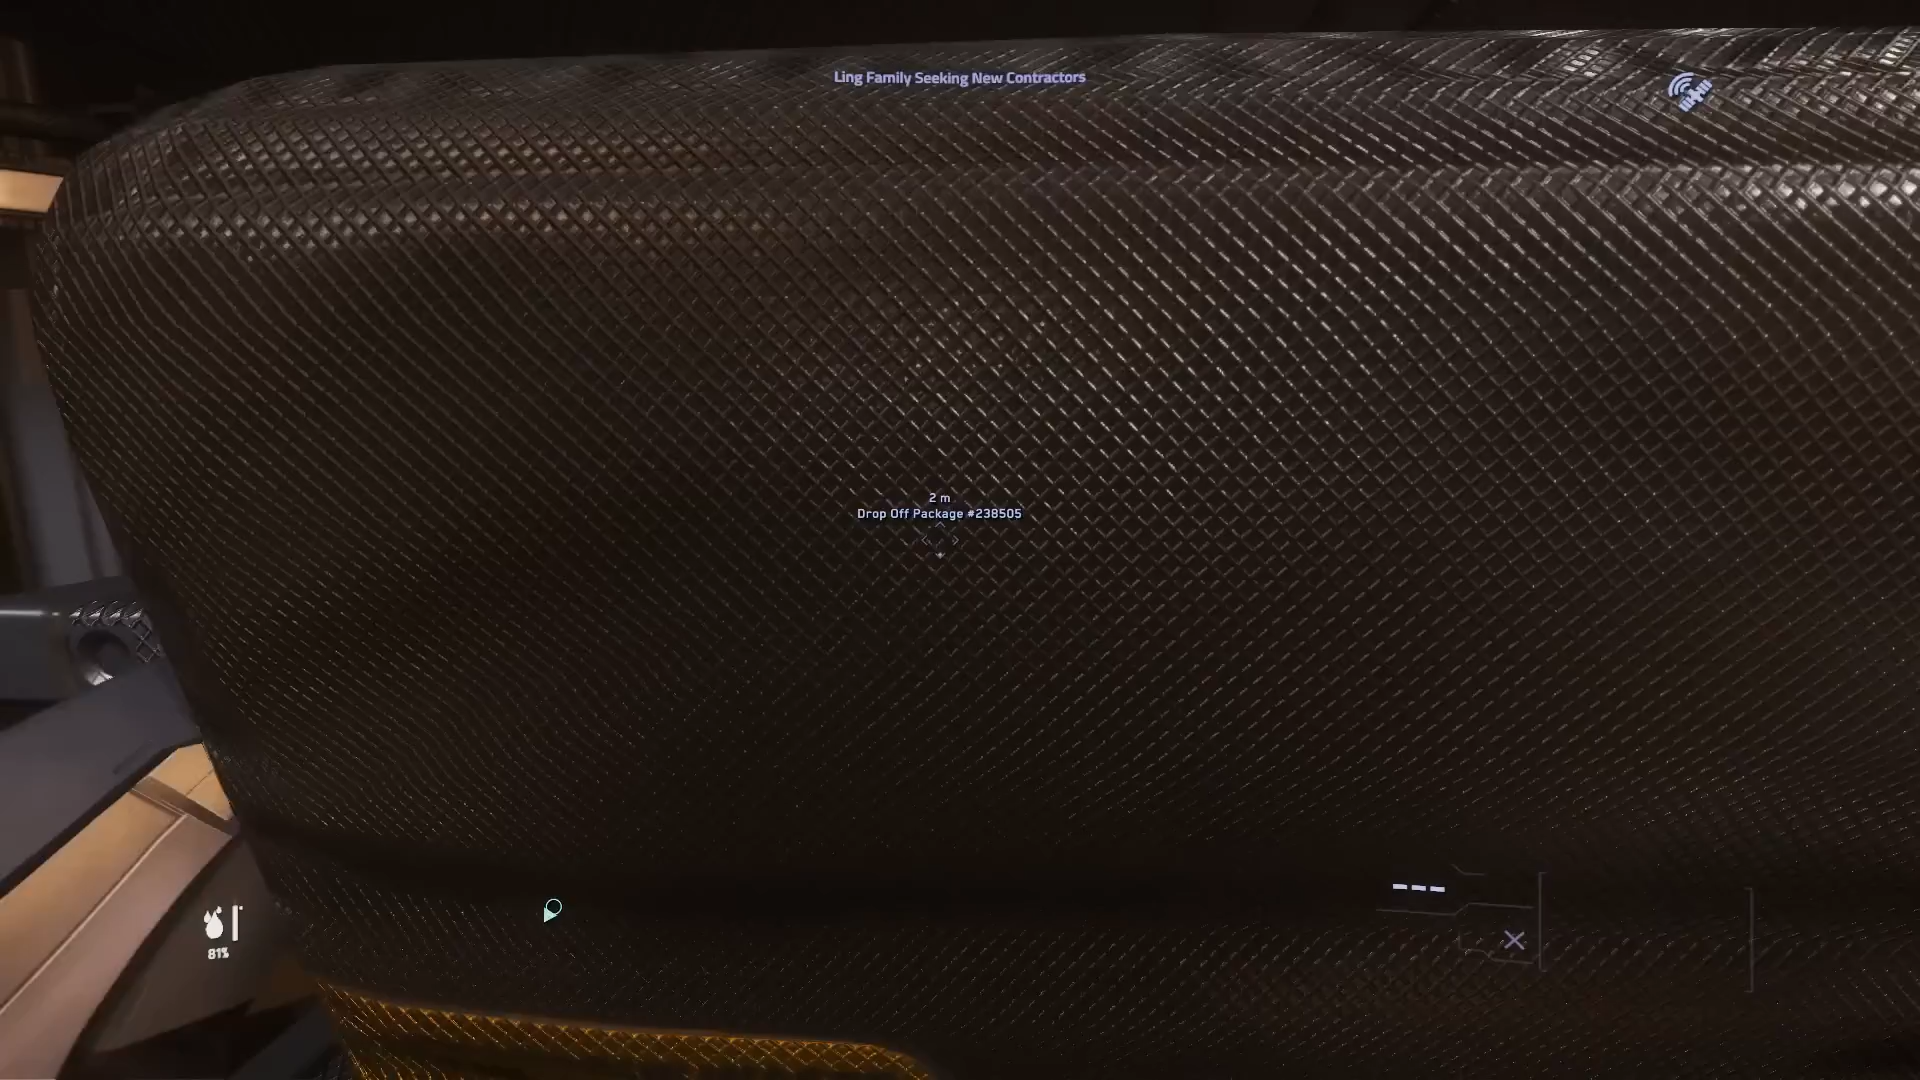 Ling Family Seeking New Contractors
2 m
Drop Off Package #238505
81%